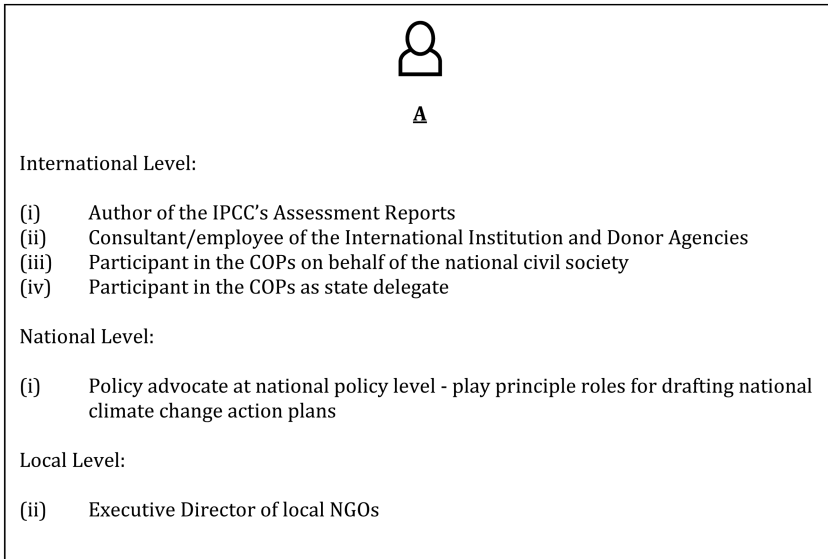 A
International Level:
(i) Author of the IPCC’s Assessment Reports
(ii) Consultant/employee of the International Institution and Donor Agencies
(iii) Participant in the COPs on behalf of the national civil society
(iv) Participant in the COPs as state delegate
National Level:
(i) Policy advocate at national policy level - play principle roles for drafting national
climate change action plans
Local Level:
(ii) Executive Director of local NGOs